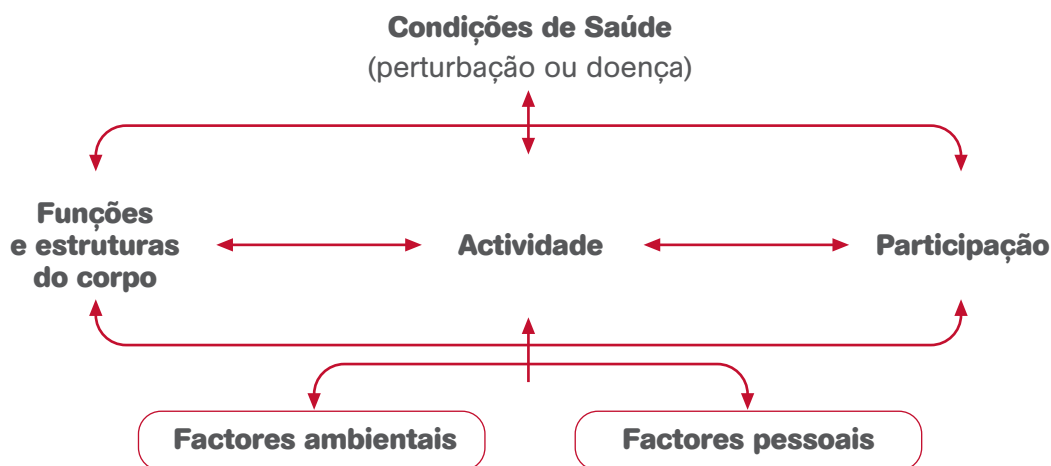 Condições de Saúde
(perturbação ou doença)
Funções
e estruturas
do corpo
Actividade
Participação
Factores ambientais
Factores pessoais